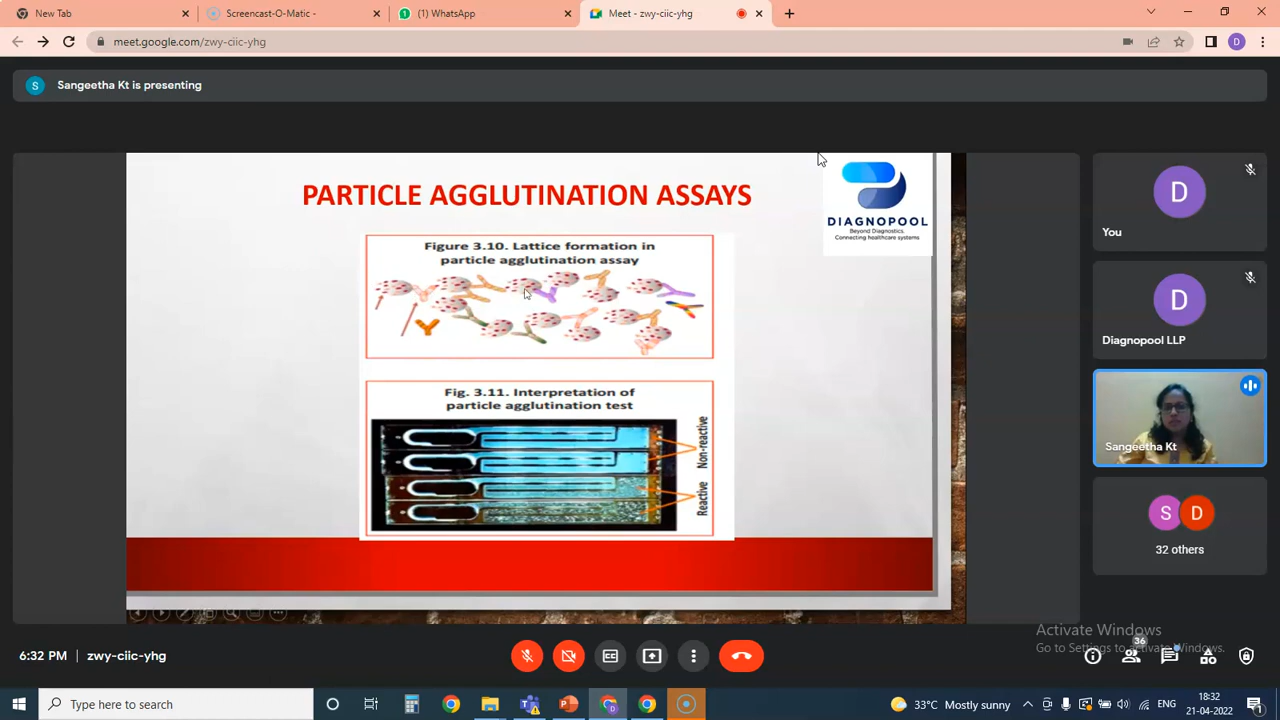 New Tab
Screencast-O-Matic -
(1) WhatsApp
Meet - zwy-ciic-yhg
meet.google.com/zwy-ciic-yhg
D
S
Sangeetha Kt is presenting
PARTICLE AGGLUTINATION ASSAYS
DIAGNOPOOL
Beyond Diagnostics.
Connecting healthcare systems
Figure 3.10. Lattice formation in
particle agglutination assay
Fig. 3.11. Interpretation of
particle agglutination test
Non-reactive
Reactive
D
You
D
Diagnopool LLP
Sangeetha Kt
S D
32 others
Activate Windows
Go to Settings to activate Windows.
6:32 PM | zwy-ciic-yhg
CC
36
Type here to search
33°C Mostly sunny
ENG
18:32
21-04-2022